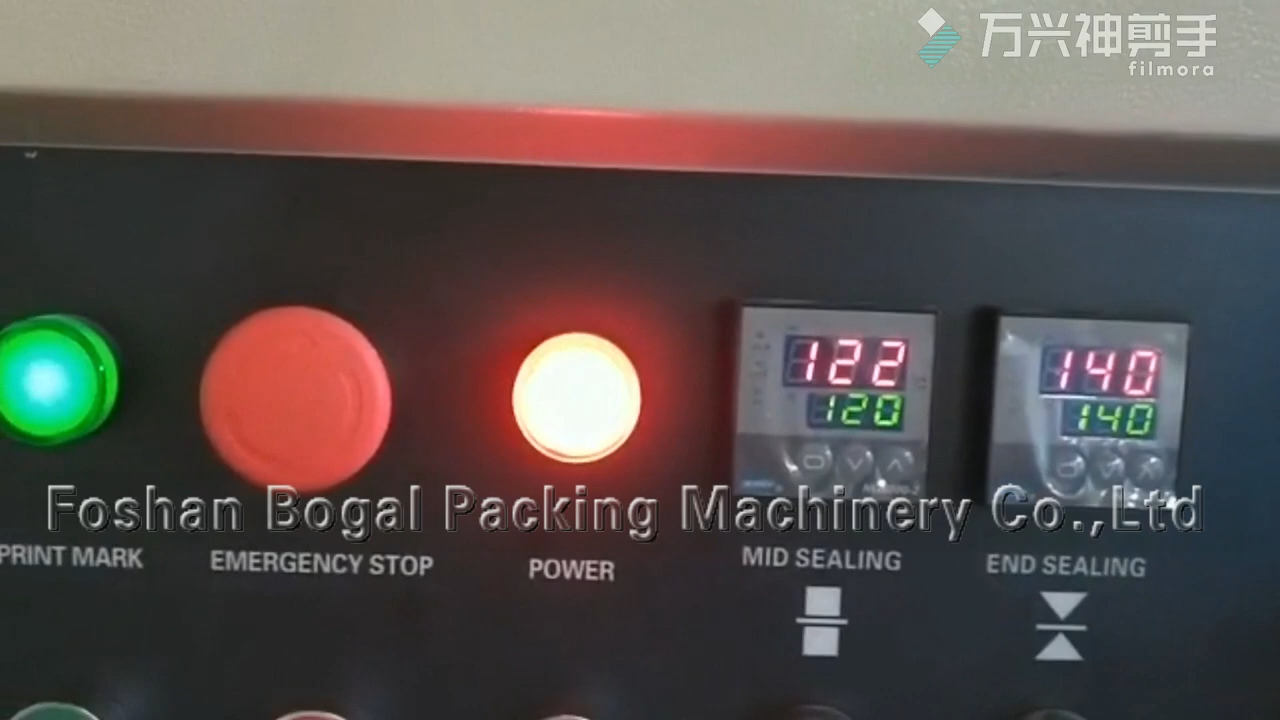 万兴神剪手
filmora
122
120
140
140
Foshan Bogal Packing Machinery Co.,Ltd
PRINT MARK
EMERGENCY STOP
POWER
MID SEALING
END SEALING